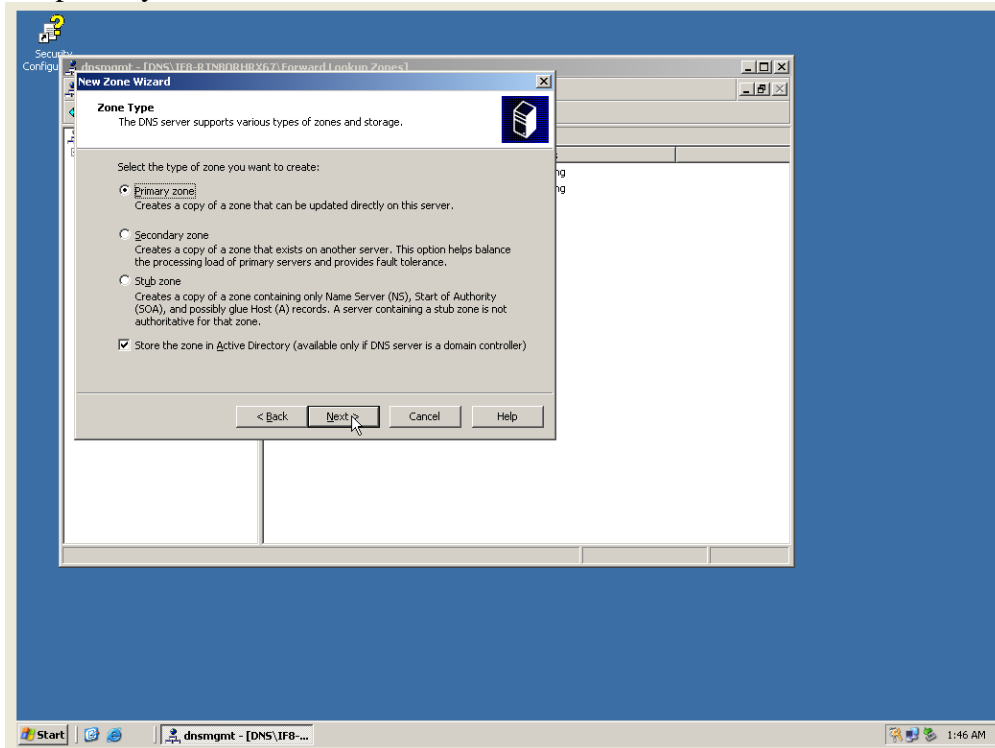 Security
Configu
dnsmgmt - [DNS\IF8-RTNBORHRX67\Forward Lookup Zones]
New Zone Wizard
Zone Type
The DNS server supports various types of zones and storage.
Select the type of zone you want to create:
Primary zone
Creates a copy of a zone that can be updated directly on this server.
Secondary zone
Creates a copy of a zone that exists on another server. This option helps balance
the processing load of primary servers and provides fault tolerance.
Stub zone
Creates a copy of a zone containing only Name Server (NS), Start of Authority
(SOA), and possibly glue Host (A) records. A server containing a stub zone is not
authoritative for that zone.
Store the zone in Active Directory (available only if DNS server is a domain controller)
ng
ng
< Back Next > Cancel Help
Start dnsmgmt - [DNS\IF8-... 1:46 AM